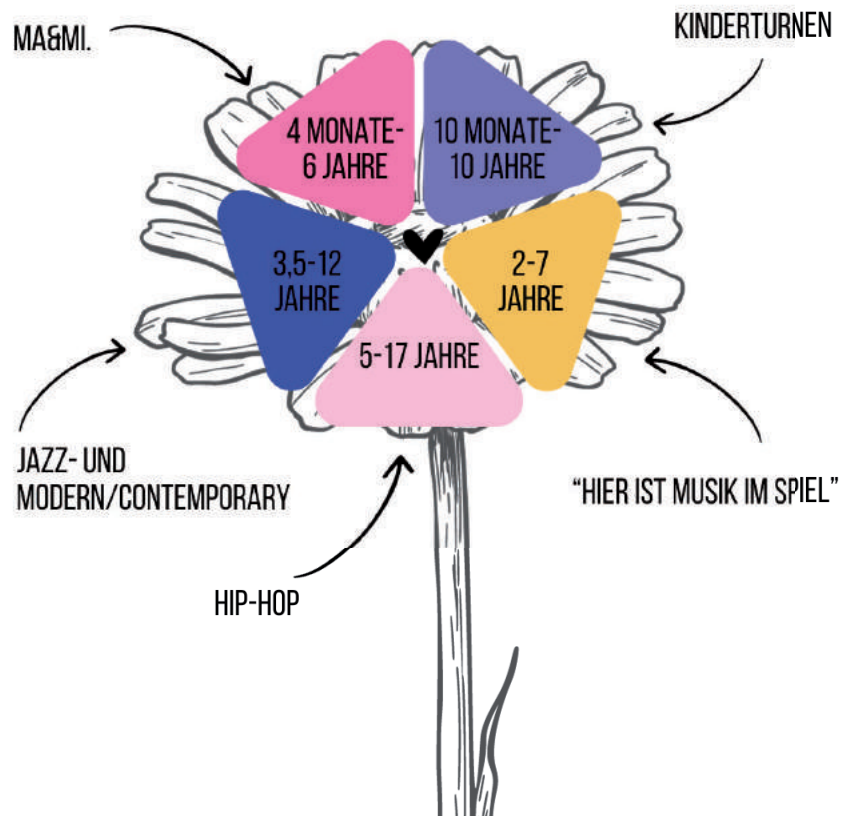 MA&MI.
KINDERTURNEN
4 MONATE-
6 JAHRE
10 MONATE-
10 JAHRE
3,5-12
JAHRE
2-7
JAHRE
5-17 JAHRE
JAZZ- UND
MODERN/CONTEMPORARY
"HIER IST MUSIK IM SPIEL"
HIP-HOP